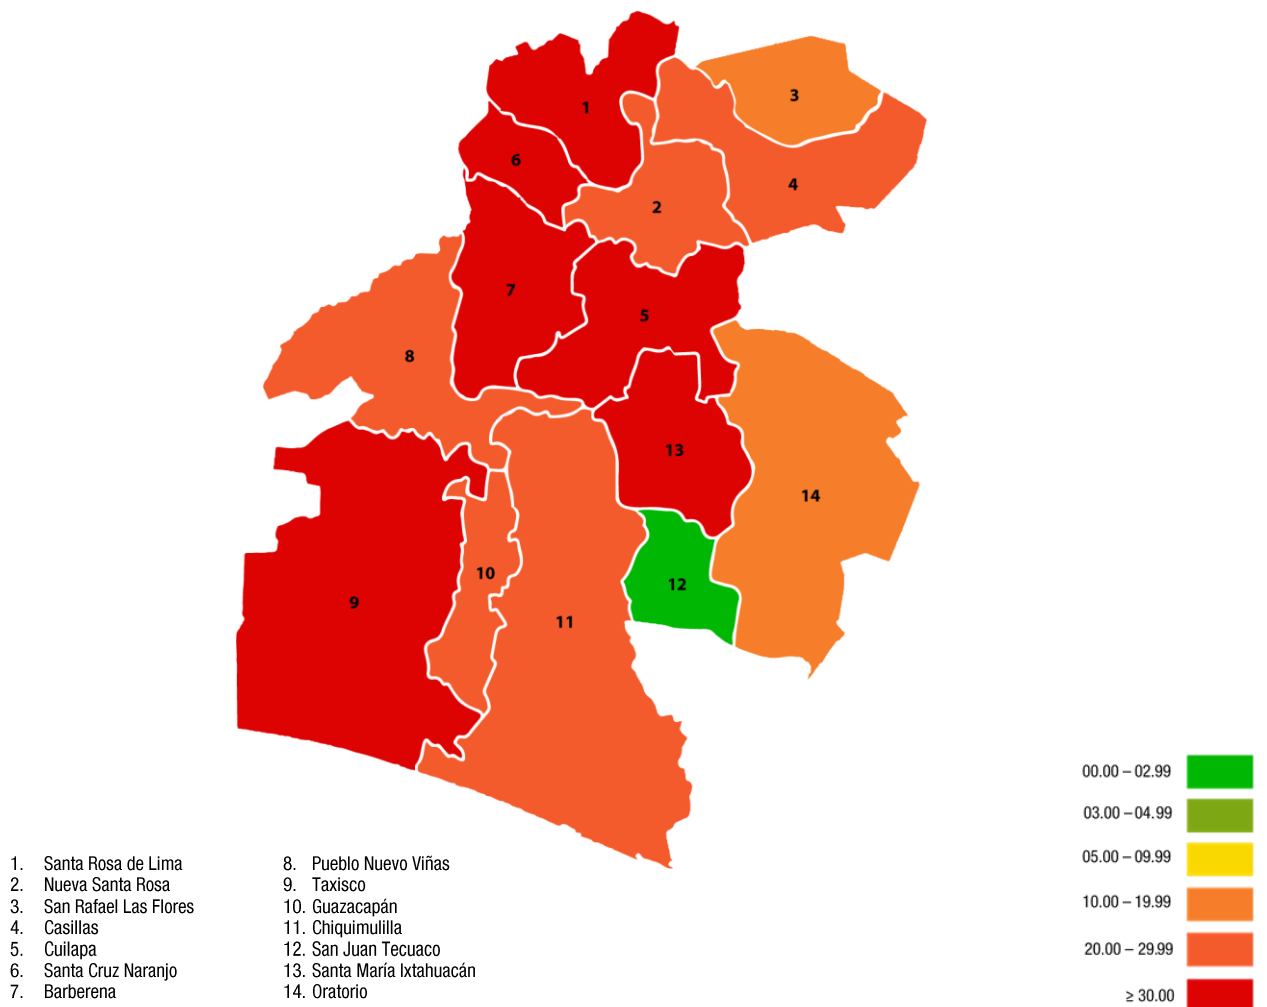 1
3
6
4
2
7
5
8
13
14
10
12
9
11
00.00 – 02.99
03.00 – 04.99
05.00 – 09.99
10.00 – 19.99
20.00 – 29.99
≥ 30.00
1. Santa Rosa de Lima
2. Nueva Santa Rosa
3. San Rafael Las Flores
4. Casillas
5. Cuilapa
6. Santa Cruz Naranjo
7. Barberena
8. Pueblo Nuevo Viñas
9. Taxisco
10. Guazacapán
11. Chiquimulilla
12. San Juan Tecuaco
13. Santa María Ixtahuacán
14. Oratorio